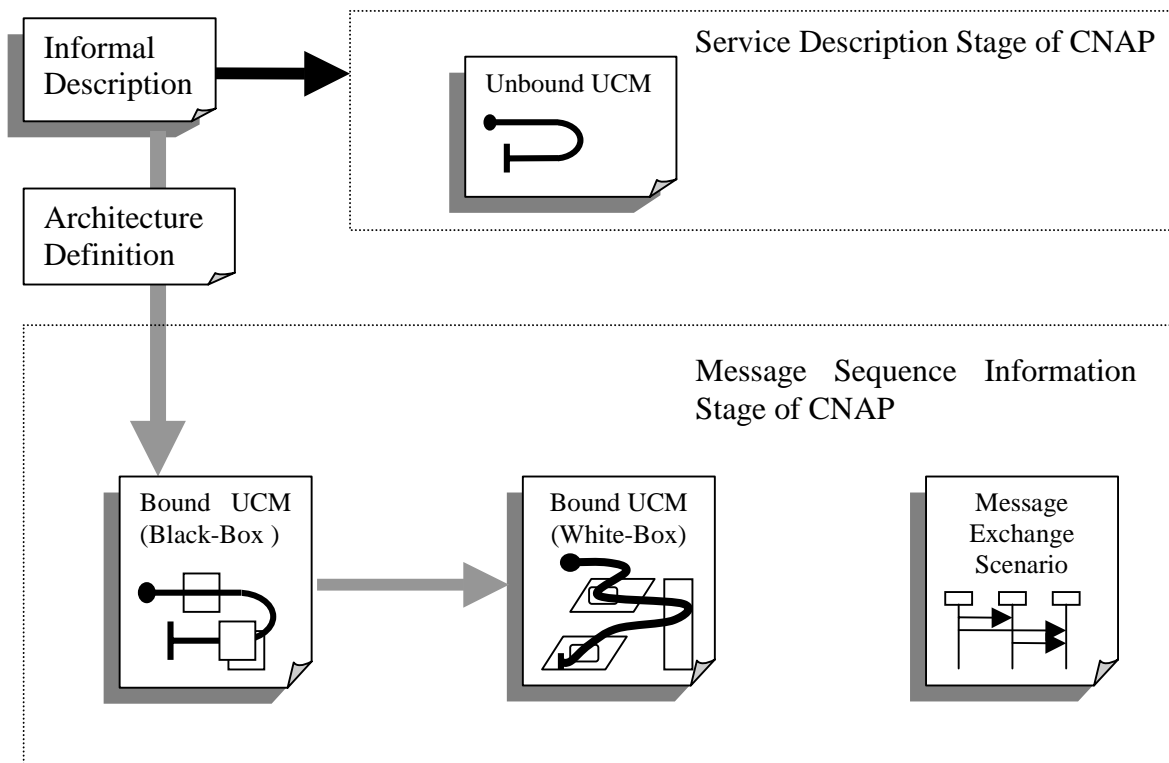 Informal
Description
Service Description Stage of CNAP
Unbound UCM
Architecture
Definition
Message Sequence Information
Stage of CNAP
Bound UCM
(Black-Box )
Bound UCM
(White-Box)
Message
Exchange
Scenario